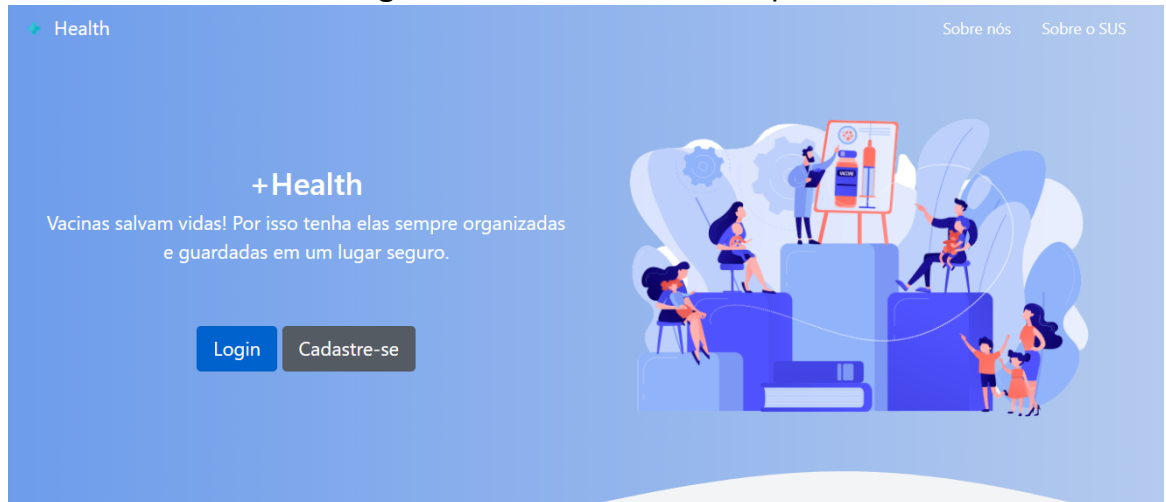 Health
Sobre nós
Sobre o SUS
+Health
Vacinas salvam vidas! Por isso tenha elas sempre organizadas
e guardadas em um lugar seguro.
Login
Cadastre-se
VACCINE